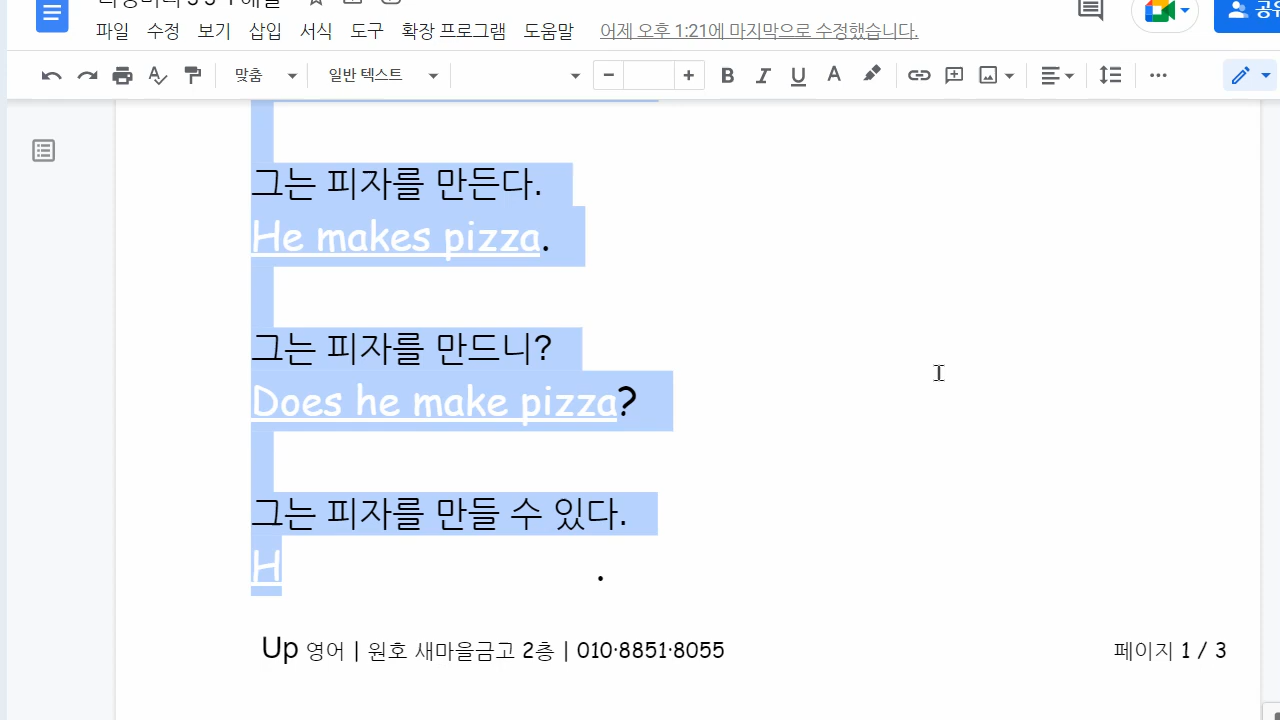 파일 수정 보기 삽입 서식 도구 확장 프로그램 도움말 어제 오후 1:21에 마지막으로 수정했습니다.
맞춤 일반 텍스트
그는 피자를 만든다.
He makes pizza.
그는 피자를 만드니?
Does he make pizza?
그는 피자를 만들 수 있다.
H .
Up 영어 | 원호 새마을금고 2층 | 010·8851·8055 페이지 1 / 3